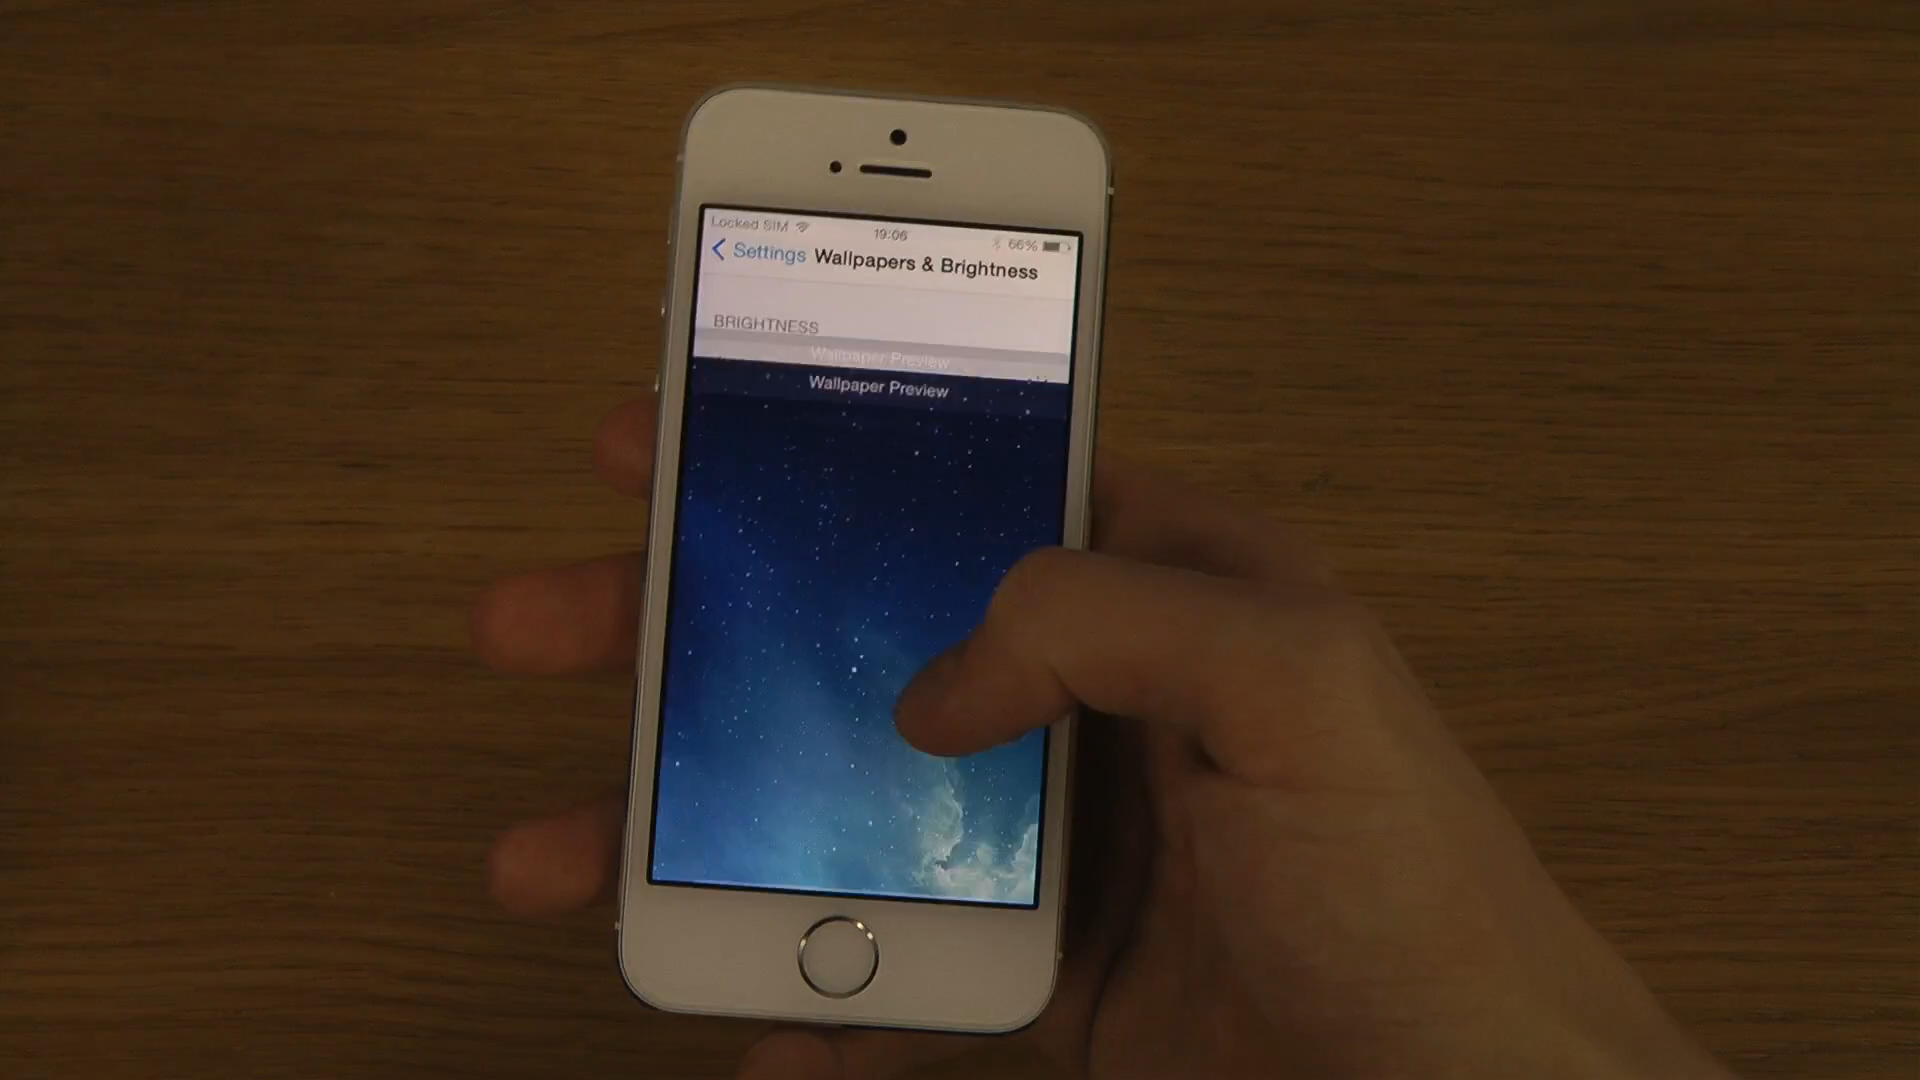 Locked SIM
19:06
66%
Settings
Wallpapers & Brightness
BRIGHTNESS
Wallpaper Preview
Wallpaper Preview